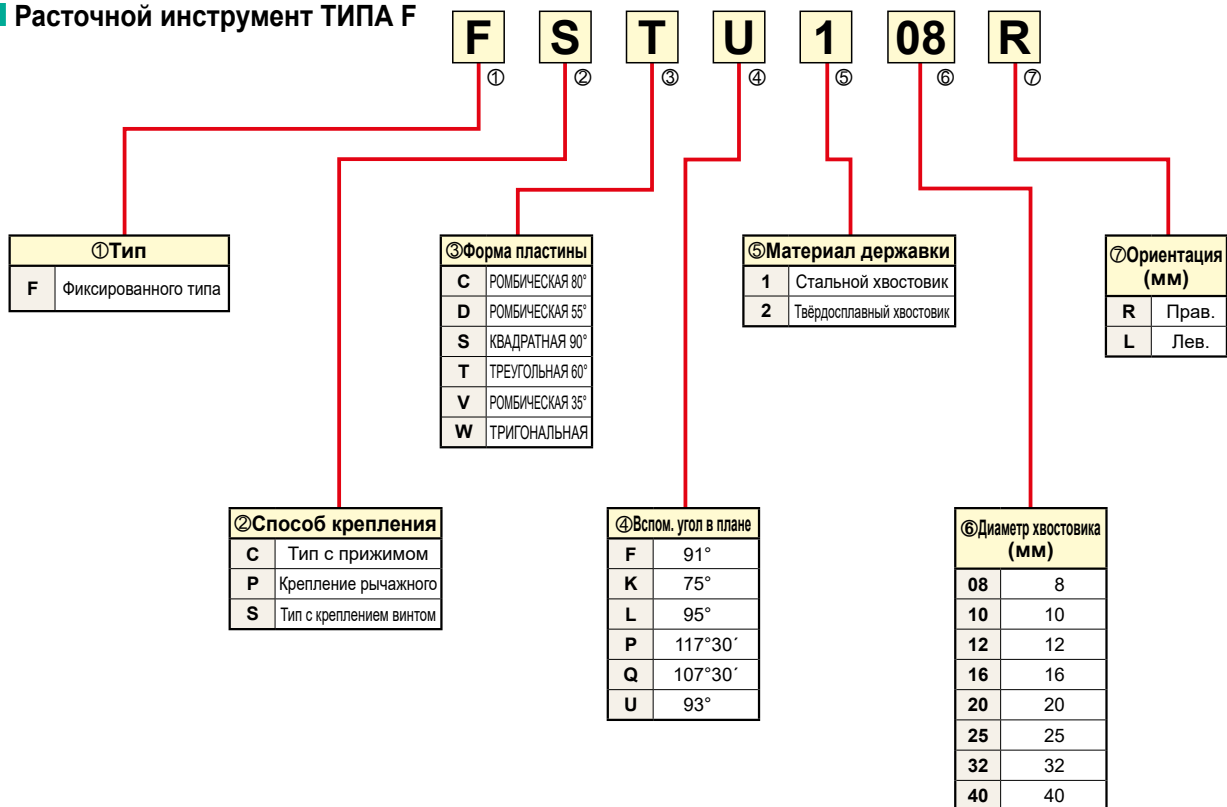 Расточной инструмент ТИПА F
F S T U 1 08 R
① ② ③ ④ ⑤ ⑥ ⑦
①Тип
F Фиксированного типа
③Форма пластины
C РОМБИЧЕСКАЯ 80°
D РОМБИЧЕСКАЯ 55°
S КВАДРАТНАЯ 90°
T ТРЕУГОЛЬНАЯ 60°
V РОМБИЧЕСКАЯ 35°
W ТРИГОНАЛЬНАЯ
⑤Материал державки
1 Стальной хвостовик
2 Твёрдосплавный хвостовик
⑦Ориентация
(мм)
R Прав.
L Лев.
②Способ крепления
C Тип с прижимом
P Крепление рычажного
S Тип с креплением винтом
④Вспом. угол в плане
F 91°
K 75°
L 95°
P 117°30´
Q 107°30´
U 93°
⑥Диаметр хвостовика
(мм)
08 8
10 10
12 12
16 16
20 20
25 25
32 32
40 40